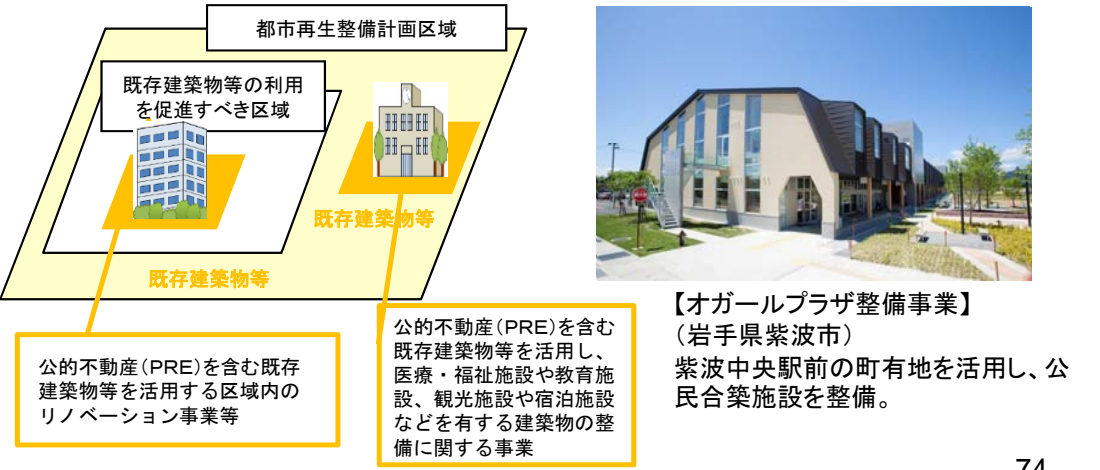 都市再生整備計画区域
既存建築物等の利用
を促進すべき区域
既存建築物等
既存建築物等
公的不動産(PRE)を含む既存
建築物等を活用する区域内の
リノベーション事業等
公的不動産(PRE)を含む
既存建築物等を活用し、
医療・福祉施設や教育施
設、観光施設や宿泊施設
などを有する建築物の整
備に関する事業
【オガールプラザ整備事業】
(岩手県紫波市)
紫波中央駅前の町有地を活用し、公
民合築施設を整備。
74